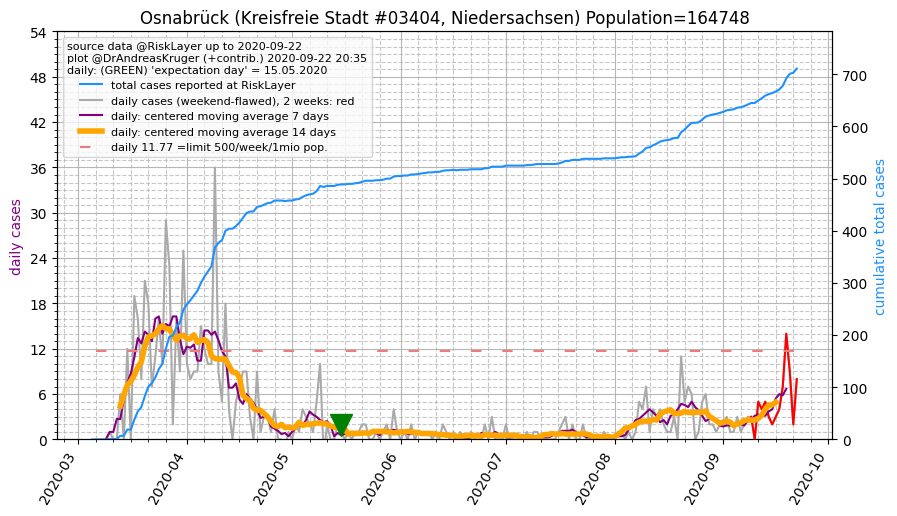 Osnabrück (Kreisfreie Stadt #03404, Niedersachsen) Population=164748
source data @RiskLayer up to 2020-09-22
plot @DrAndreasKruger (+contrib.) 2020-09-22 20:35
daily: (GREEN) 'expectation day' = 15.05.2020
total cases reported at RiskLayer
daily cases (weekend-flawed), 2 weeks: red
daily: centered moving average 7 days
daily: centered moving average 14 days
daily 11.77 =limit 500/week/1mio pop.
daily cases
54
48
42
36
30
24
18
12
6
0
cumulative total cases
700
600
500
400
300
200
100
0
2020-03
2020-04
2020-05
2020-06
2020-07
2020-08
2020-09
2020-10